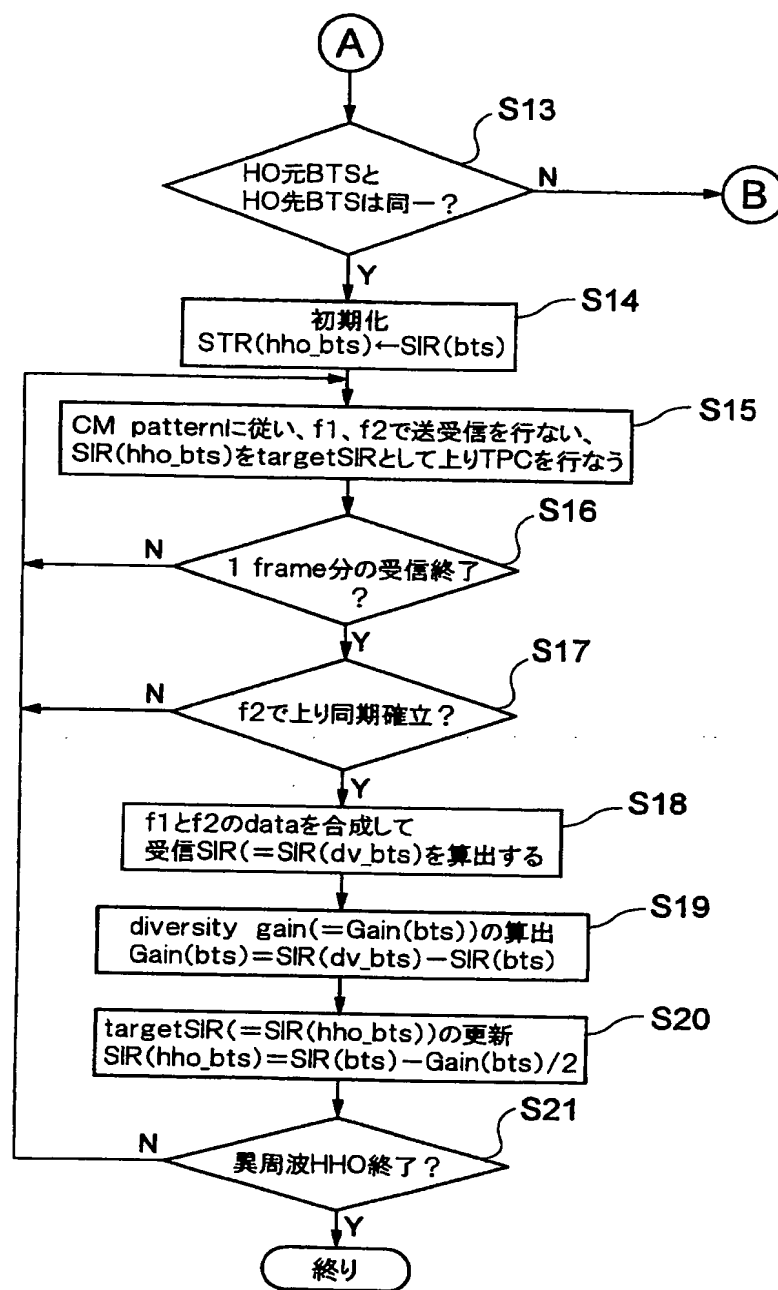 A
S13
HO元BTSと
HO先BTSは同一？
N
B
Y
S14
初期化
STR(hho_bts)←SIR(bts)
S15
CM patternに従い、f1、f2で送受信を行ない、
SIR(hho_bts)をtargetSIRとして上りTPCを行なう
S16
N
1 frame分の受信終了
？
Y
S17
N
f2で上り同期確立？
Y
S18
f1とf2のdataを合成して
受信SIR(=SIR(dv_bts)を算出する
S19
diversity gain(=Gain(bts))の算出
Gain(bts)=SIR(dv_bts)−SIR(bts)
S20
targetSIR(=SIR(hho_bts))の更新
SIR(hho_bts)=SIR(bts)−Gain(bts)/2
S21
N
異周波HHO終了？
Y
終り